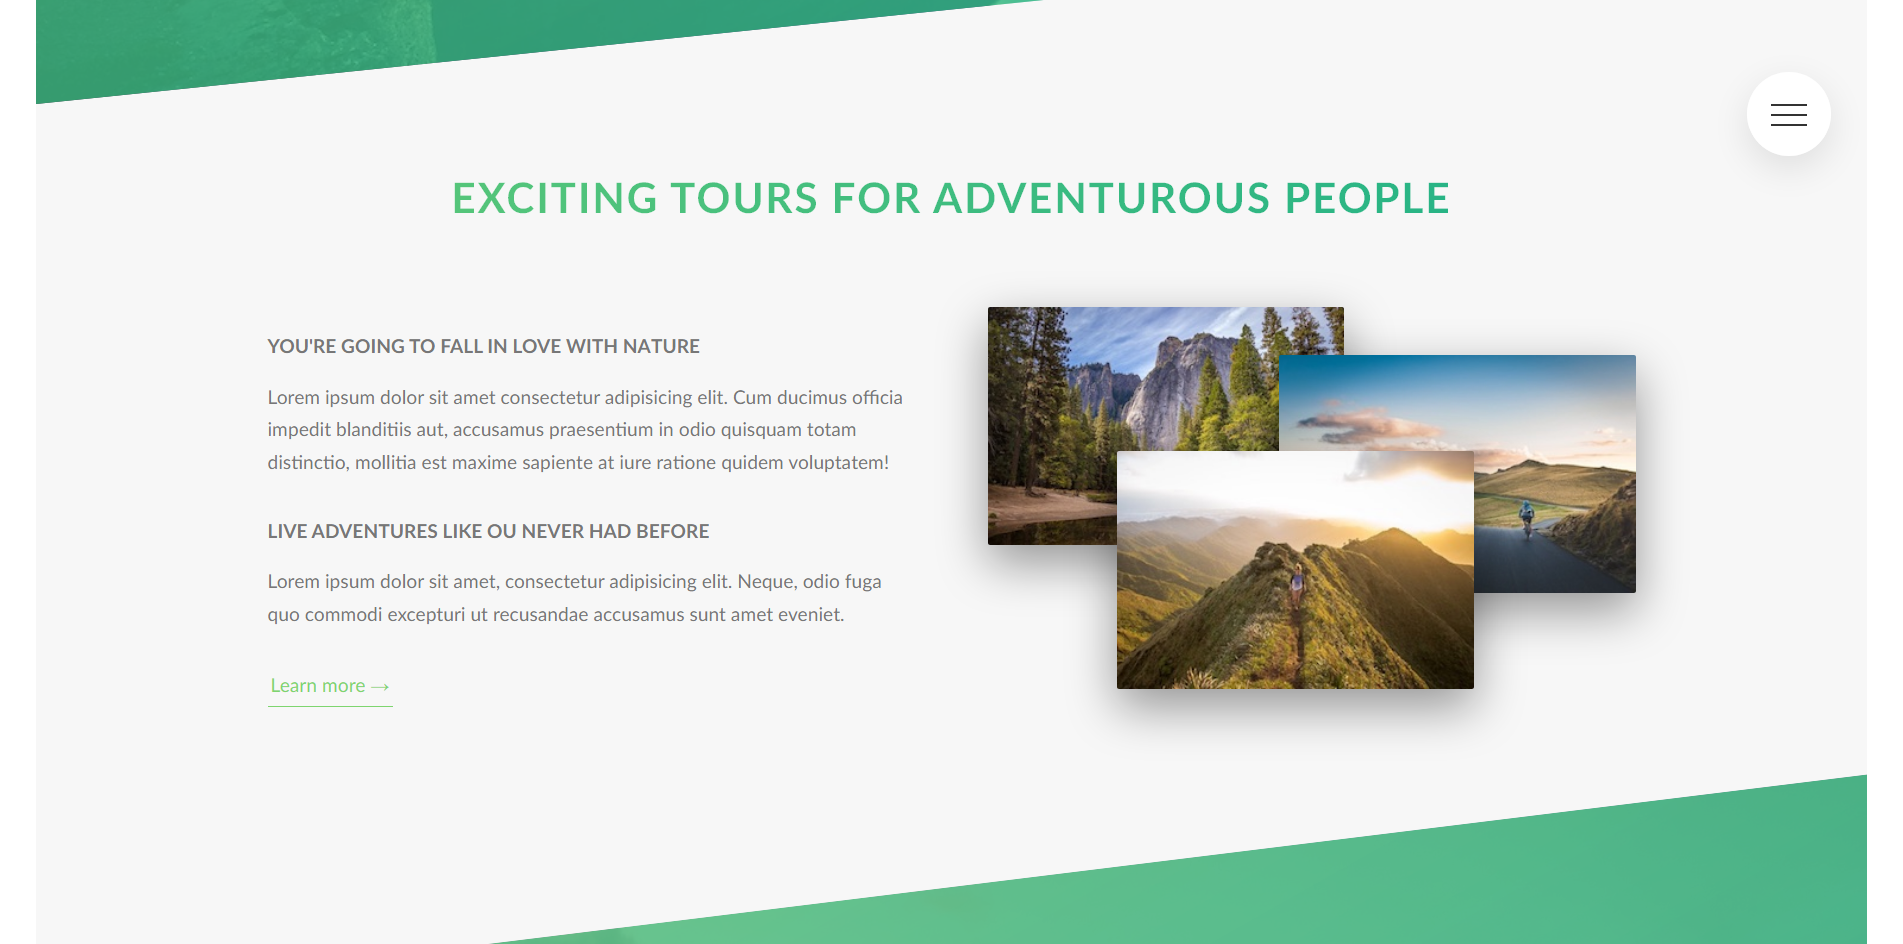 EXCITING TOURS FOR ADVENTUROUS PEOPLE
YOU'RE GOING TO FALL IN LOVE WITH NATURE
Lorem ipsum dolor sit amet consectetur adipisicing elit. Cum ducimus officia
impedit blanditiis aut, accusamus praesentium in odio quisquam totam
distinctio, mollitia est maxime sapiente at iure ratione quidem voluptatem!
LIVE ADVENTURES LIKE OU NEVER HAD BEFORE
Lorem ipsum dolor sit amet, consectetur adipisicing elit. Neque, odio fuga
quo commodi excepturi ut recusandae accusamus sunt amet eveniet.
Learn more →